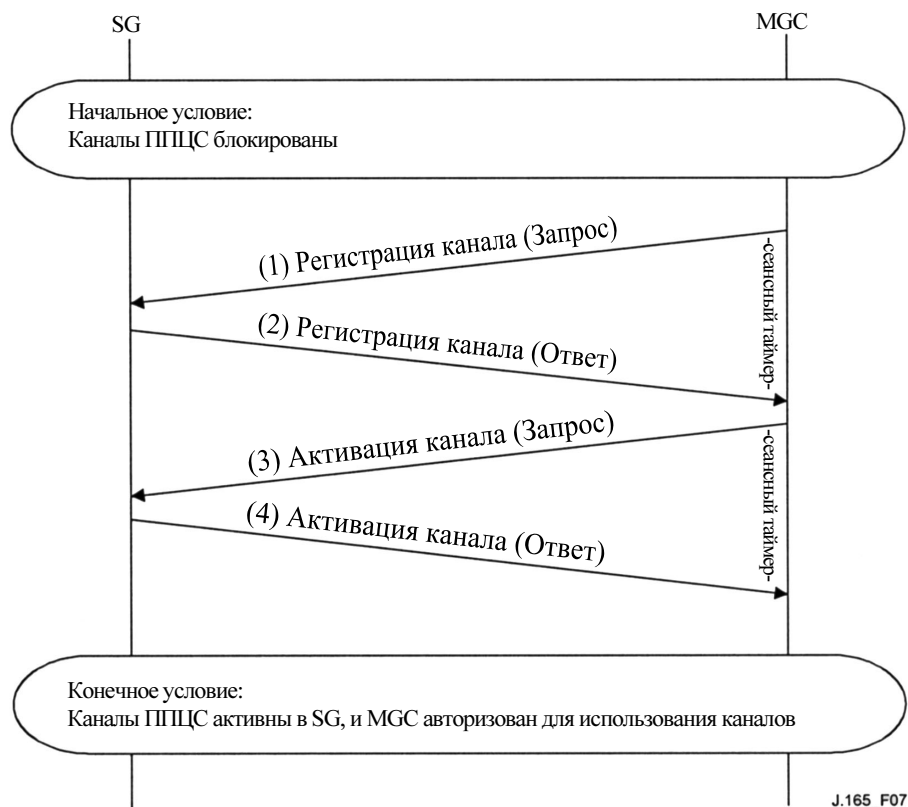 SG
MGC
Начальное условие:
Каналы ППЦС блокированы
(1) Регистрация канала (Запрос)
-сеансный таймер-
(2) Регистрация канала (Ответ)
(3) Активация канала (Запрос)
-сеансный таймер-
(4) Активация канала (Ответ)
Конечное условие:
Каналы ППЦС активны в SG, и MGC авторизован для использования каналов
J.165_F07